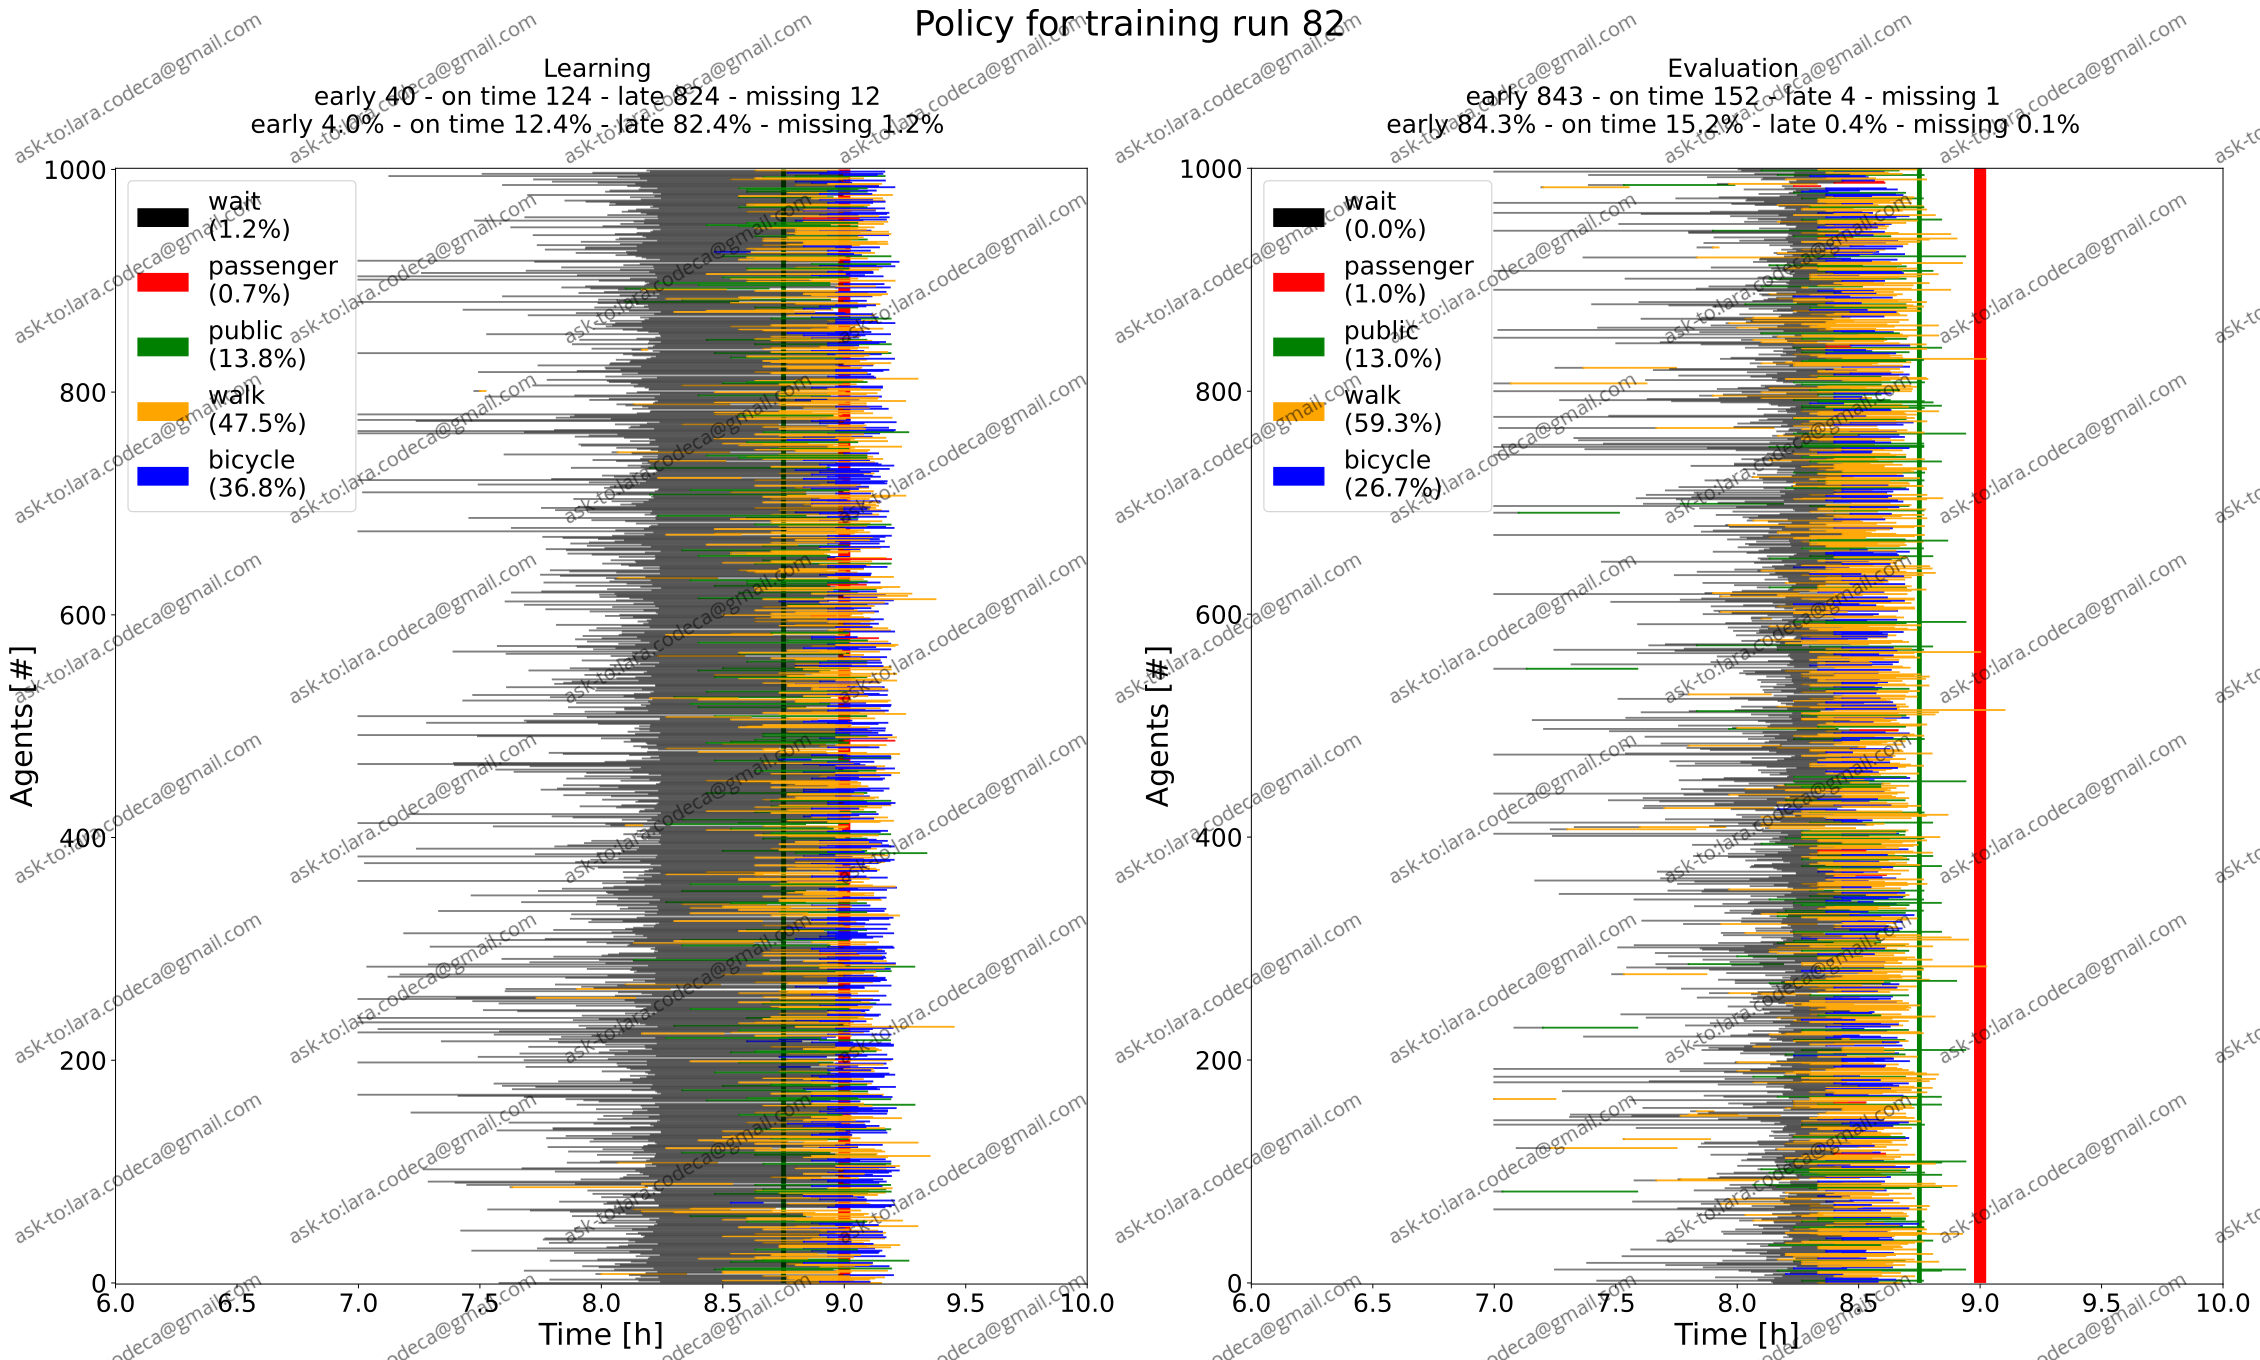 Policy for training run 82
Learning
early 40 - on time 124 - late 824 - missing 12
early 4.0% - on time 12.4% - late 82.4% - missing 1.2%
1000
800
600
400
200
0
Agents [#]
wait
(1.2%)
passenger
(0.7%)
public
(13.8%)
walk
(47.5%)
bicycle
(36.8%)
6.0 6.5 7.0 7.5 8.0 8.5 9.0 9.5 10.0
Time [h]
Evaluation
early 843 - on time 152 - late 4 - missing 1
early 84.3% - on time 15.2% - late 0.4% - missing 0.1%
1000
800
600
400
200
0
Agents [#]
wait
(0.0%)
passenger
(1.0%)
public
(13.0%)
walk
(59.3%)
bicycle
(26.7%)
6.0 6.5 7.0 7.5 8.0 8.5 9.0 9.5 10.0
Time [h]
ask-to:lara.codeca@gmail.com